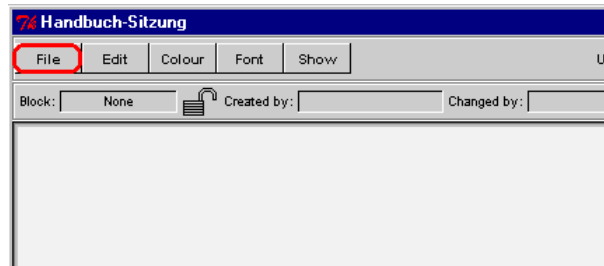 Handbuch-Sitzung
File Edit Colour Font Show U
Block: None Created by: Changed by: